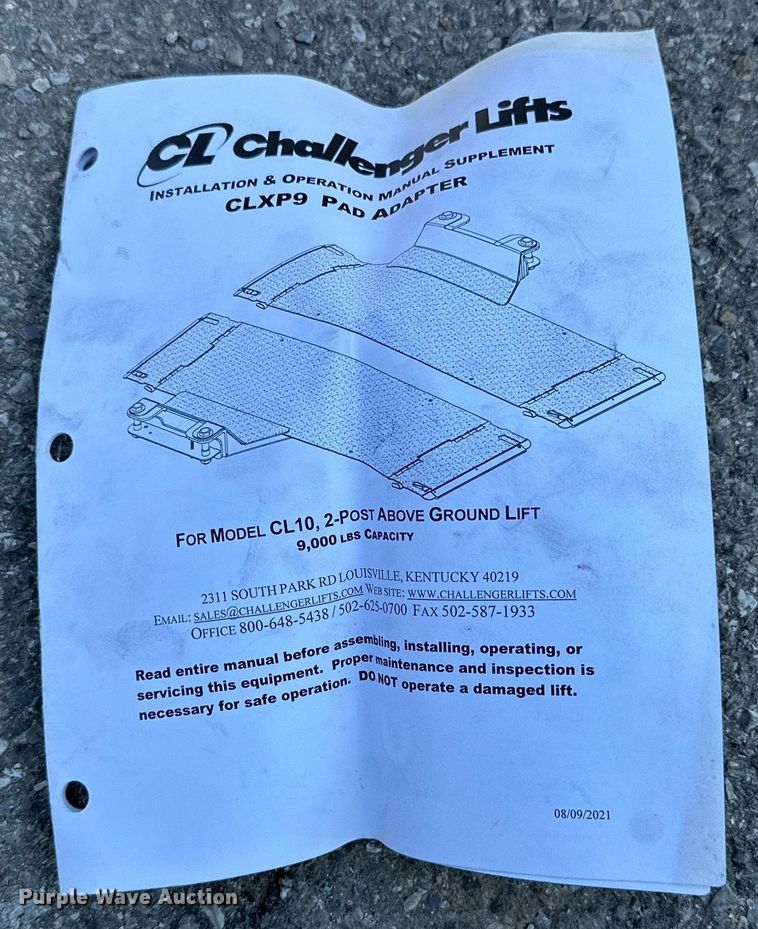 CL Challenger Lifts
INSTALLATION & OPERATION MANUAL SUPPLEMENT
CLXP9 PAD ADAPTER
FOR MODEL CL10, 2-POST ABOVE GROUND LIFT
9,000 LBS CAPACITY
2311 SOUTH PARK RD LOUISVILLE, KENTUCKY 40219
EMAIL: SALES@CHALLENGERLIFTS.COM WEB SITE: WWW.CHALLENGERLIFTS.COM
OFFICE 800-648-5438 / 502-625-0700 FAX 502-587-1933
Read entire manual before assembling, installing, operating, or
servicing this equipment. Proper maintenance and inspection is
necessary for safe operation. DO NOT operate a damaged lift.
08/09/2021
Purple Wave Auction